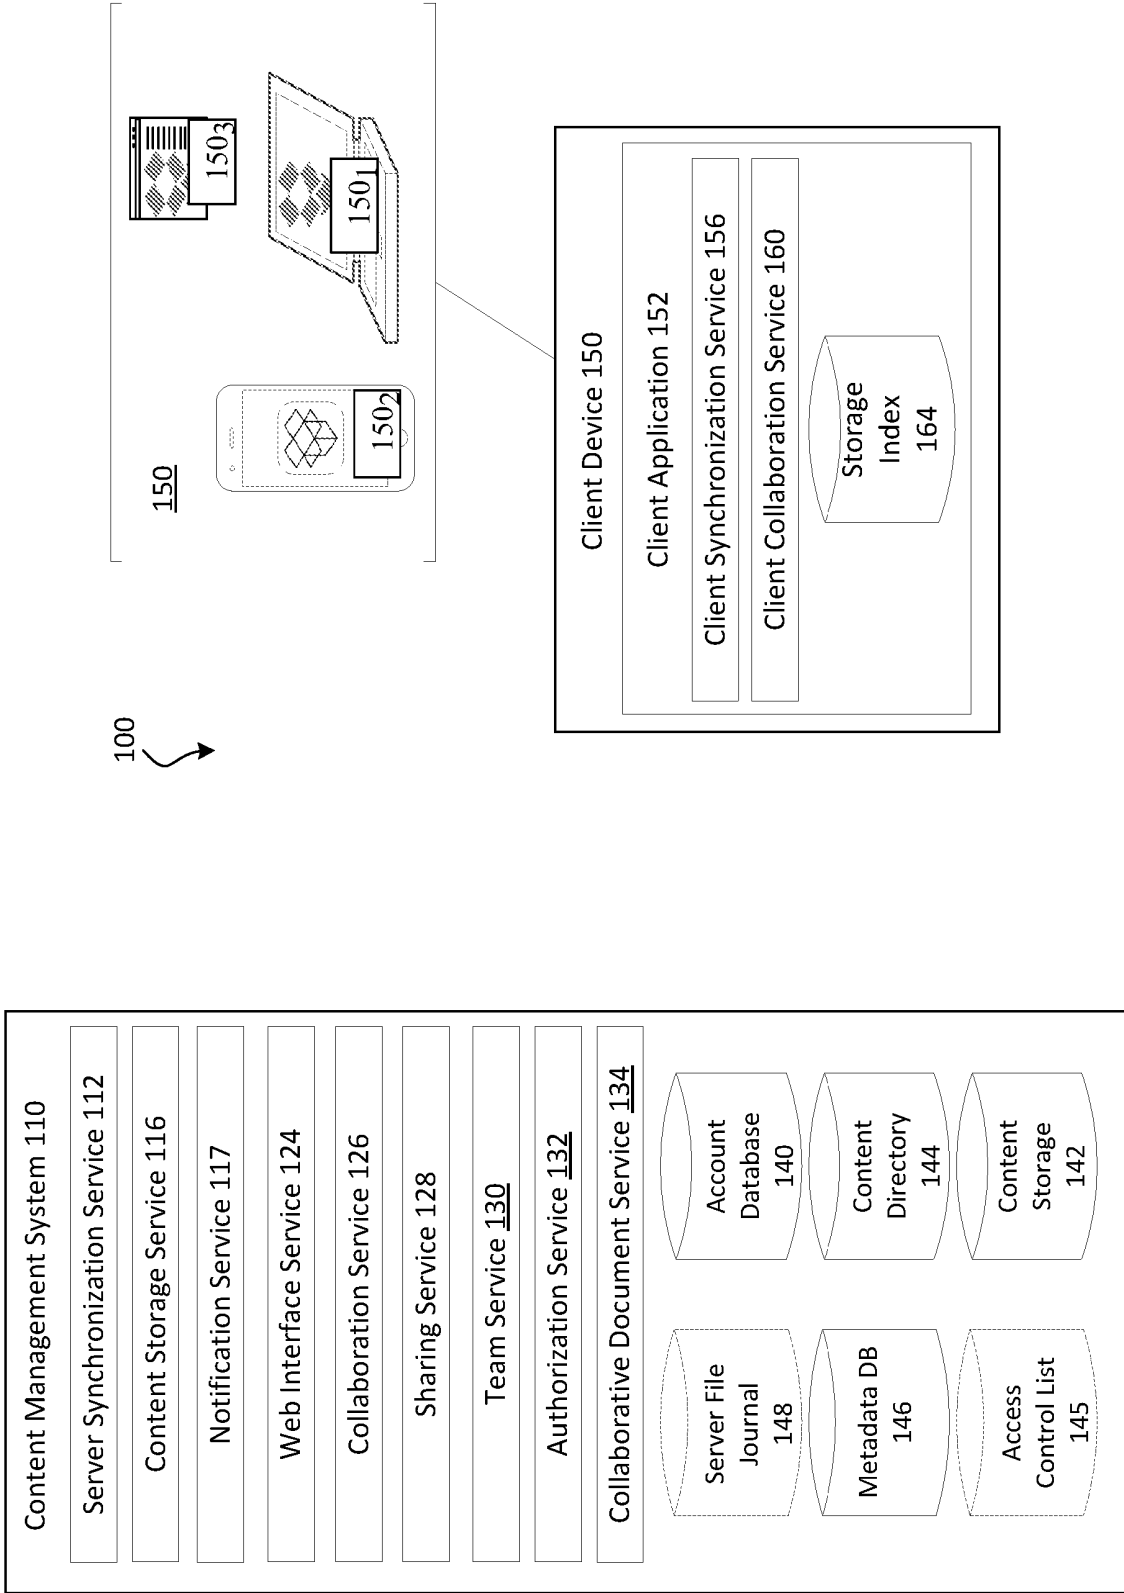 100
Content Management System 110
Server Synchronization Service 112
Content Storage Service 116
Notification Service 117
Web Interface Service 124
Collaboration Service 126
Sharing Service 128
Team Service 130
Authorization Service 132
Collaborative Document Service 134
Server File
Journal
148
Account
Database
140
Metadata DB
146
Content
Directory
144
Access
Control List
145
Content
Storage
142
150
150₂
150₁
150₃
Client Device 150
Client Application 152
Client Synchronization Service 156
Client Collaboration Service 160
Storage
Index
164